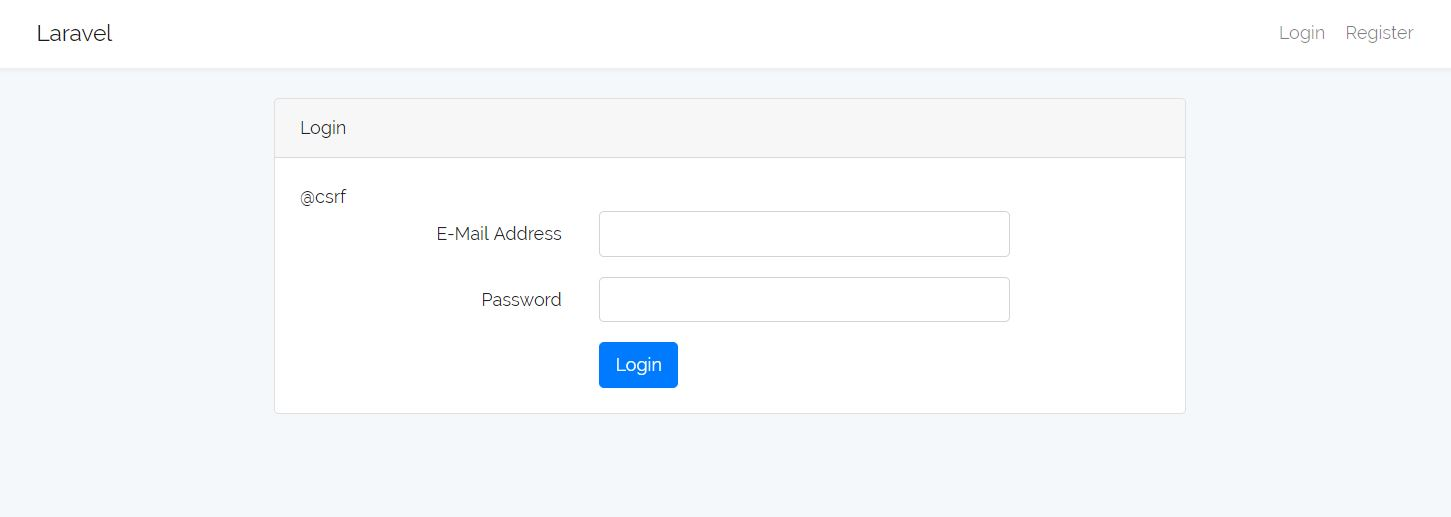 Laravel
Login Register
Login
@csrf
E-Mail Address
Password
Login